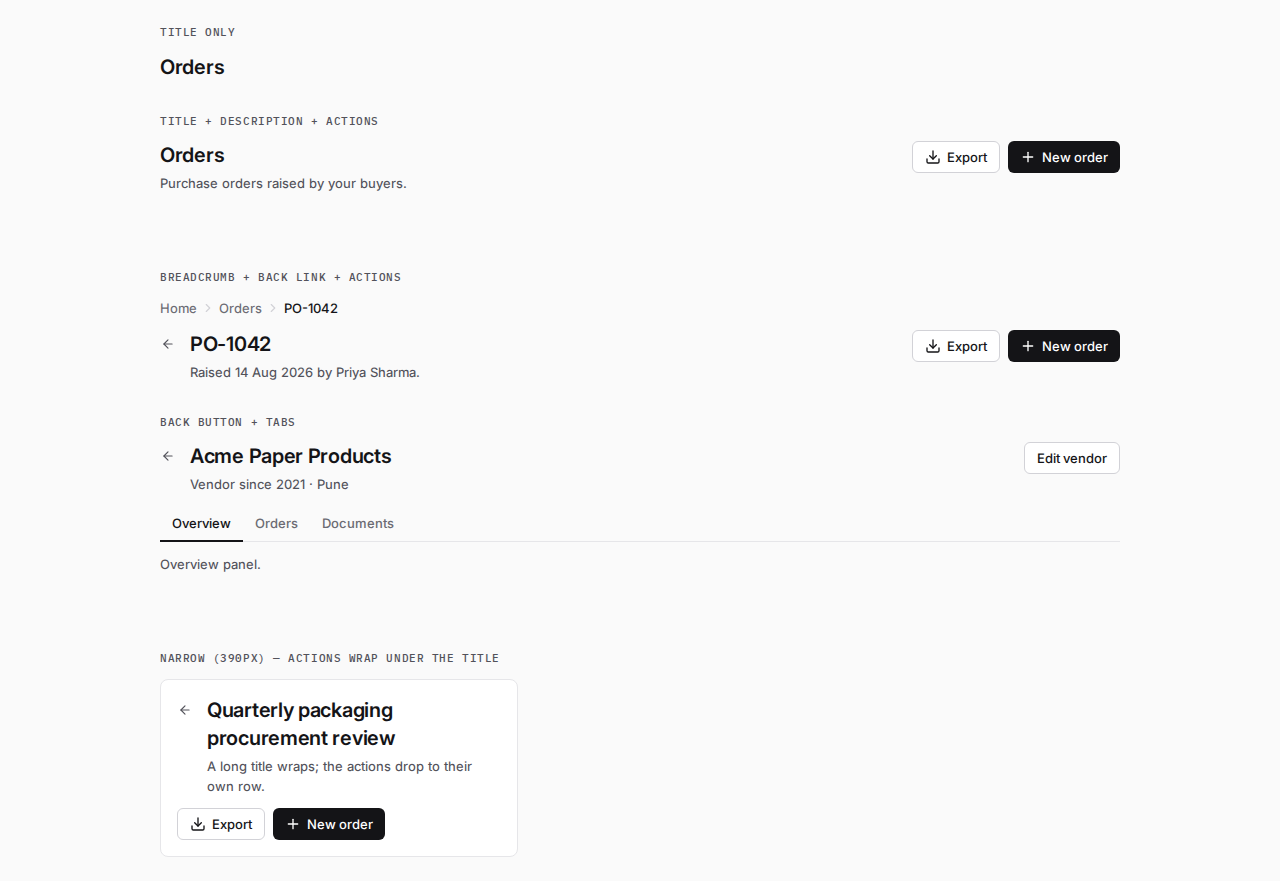 TITLE ONLY
Orders
TITLE + DESCRIPTION + ACTIONS
Orders
Export
New order
Purchase orders raised by your buyers.
BREADCRUMB + BACK LINK + ACTIONS
Home Orders PO-1042
PO-1042
Export
New order
Raised 14 Aug 2026 by Priya Sharma.
BACK BUTTON + TABS
Acme Paper Products
Edit vendor
Vendor since 2021 · Pune
Overview Orders Documents
Overview panel.
NARROW (390PX) — ACTIONS WRAP UNDER THE TITLE
Quarterly packaging
procurement review
A long title wraps; the actions drop to their
own row.
Export
New order